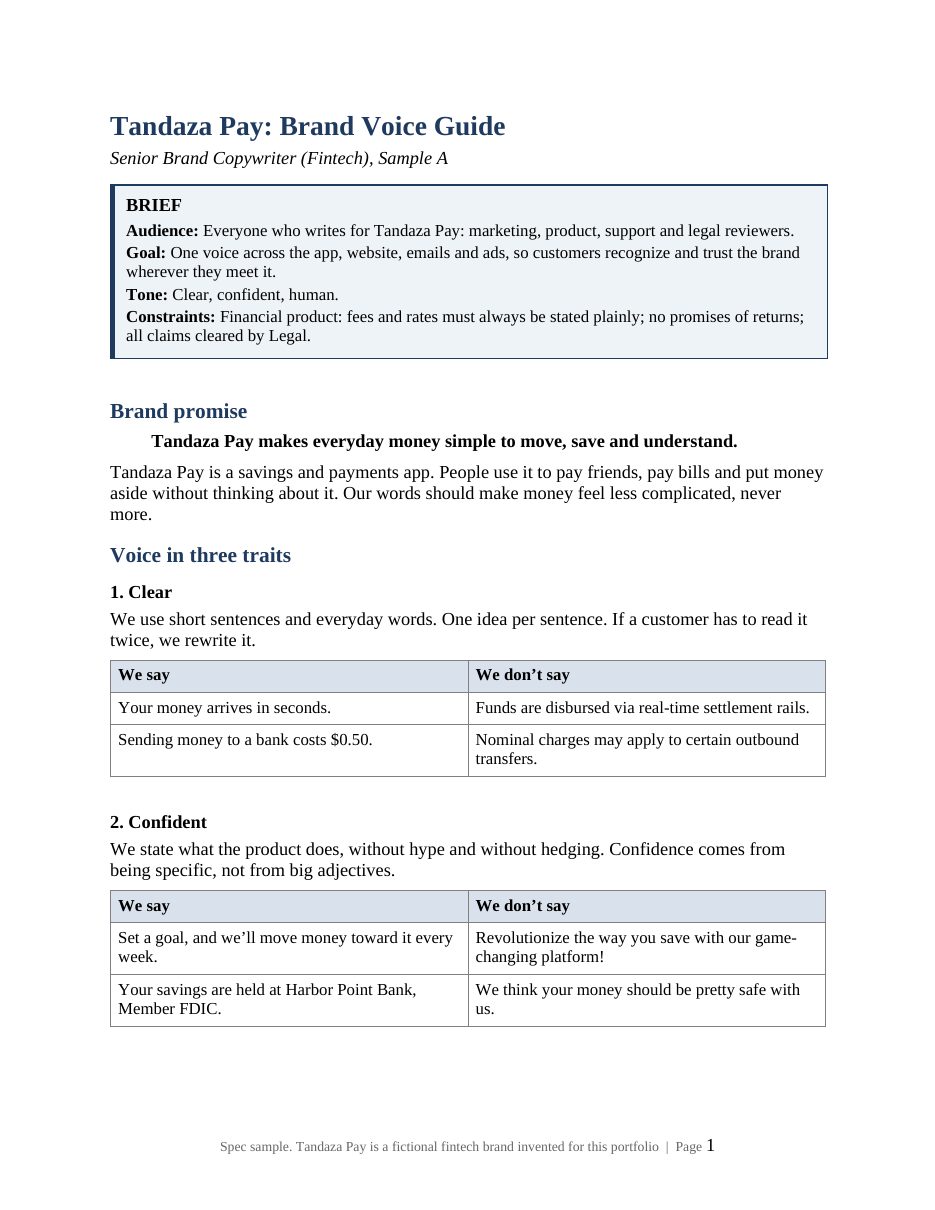 Tandaza Pay: Brand Voice Guide
Senior Brand Copywriter (Fintech), Sample A
BRIEF
Audience: Everyone who writes for Tandaza Pay: marketing, product, support and legal reviewers.
Goal: One voice across the app, website, emails and ads, so customers recognize and trust the brand
wherever they meet it.
Tone: Clear, confident, human.
Constraints: Financial product: fees and rates must always be stated plainly; no promises of returns;
all claims cleared by Legal.
Brand promise
Tandaza Pay makes everyday money simple to move, save and understand.
Tandaza Pay is a savings and payments app. People use it to pay friends, pay bills and put money
aside without thinking about it. Our words should make money feel less complicated, never
more.
Voice in three traits
1. Clear
We use short sentences and everyday words. One idea per sentence. If a customer has to read it
twice, we rewrite it.
We say
We don’t say
Your money arrives in seconds.
Funds are disbursed via real-time settlement rails.
Sending money to a bank costs $0.50.
Nominal charges may apply to certain outbound
transfers.
2. Confident
We state what the product does, without hype and without hedging. Confidence comes from
being specific, not from big adjectives.
We say
We don’t say
Set a goal, and we’ll move money toward it every
week.
Revolutionize the way you save with our game-
changing platform!
Your savings are held at Harbor Point Bank,
Member FDIC.
We think your money should be pretty safe with
us.
Spec sample. Tandaza Pay is a fictional fintech brand invented for this portfolio | Page 1